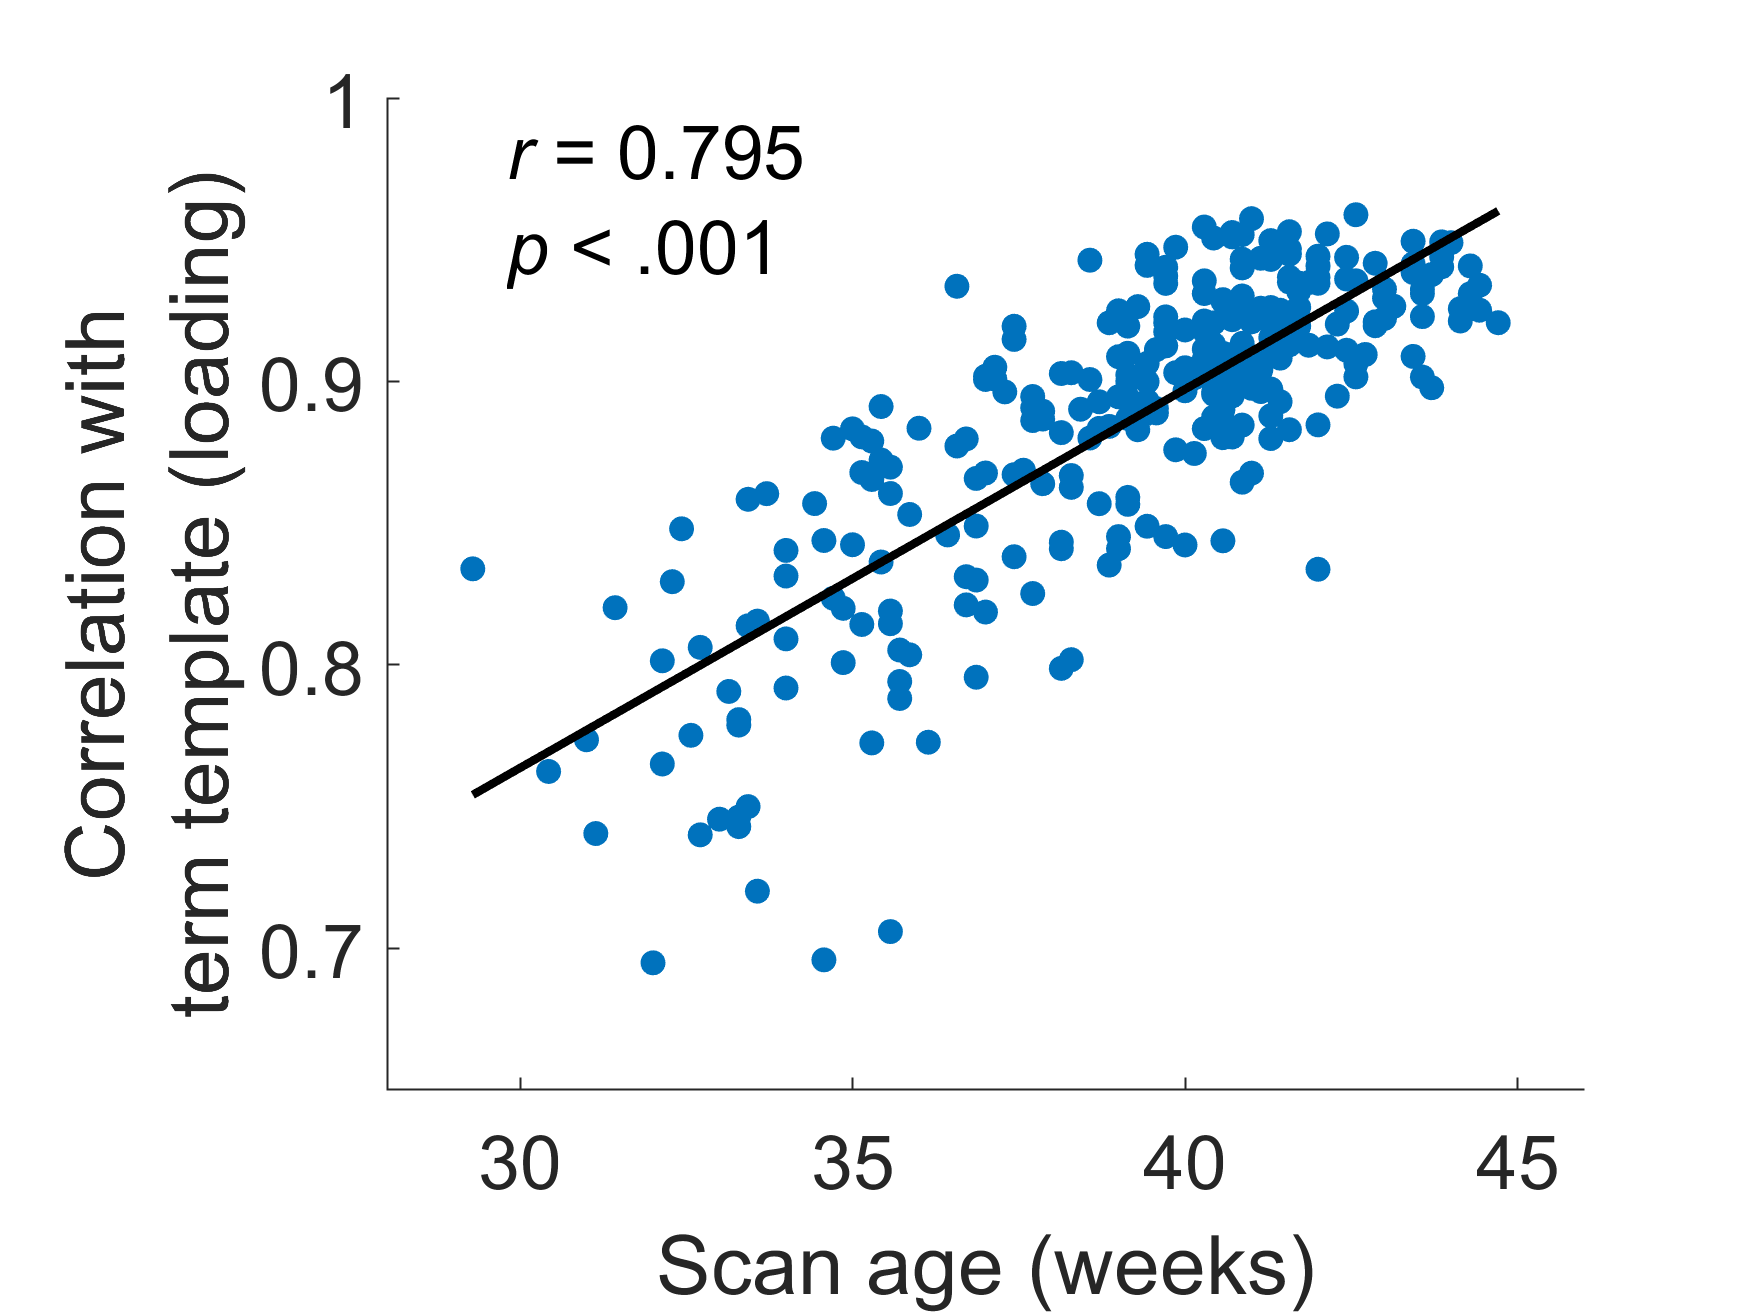 r = 0.795
p < .001
1
0.9
0.8
0.7
Correlation with
term template (loading)
30 35 40 45
Scan age (weeks)